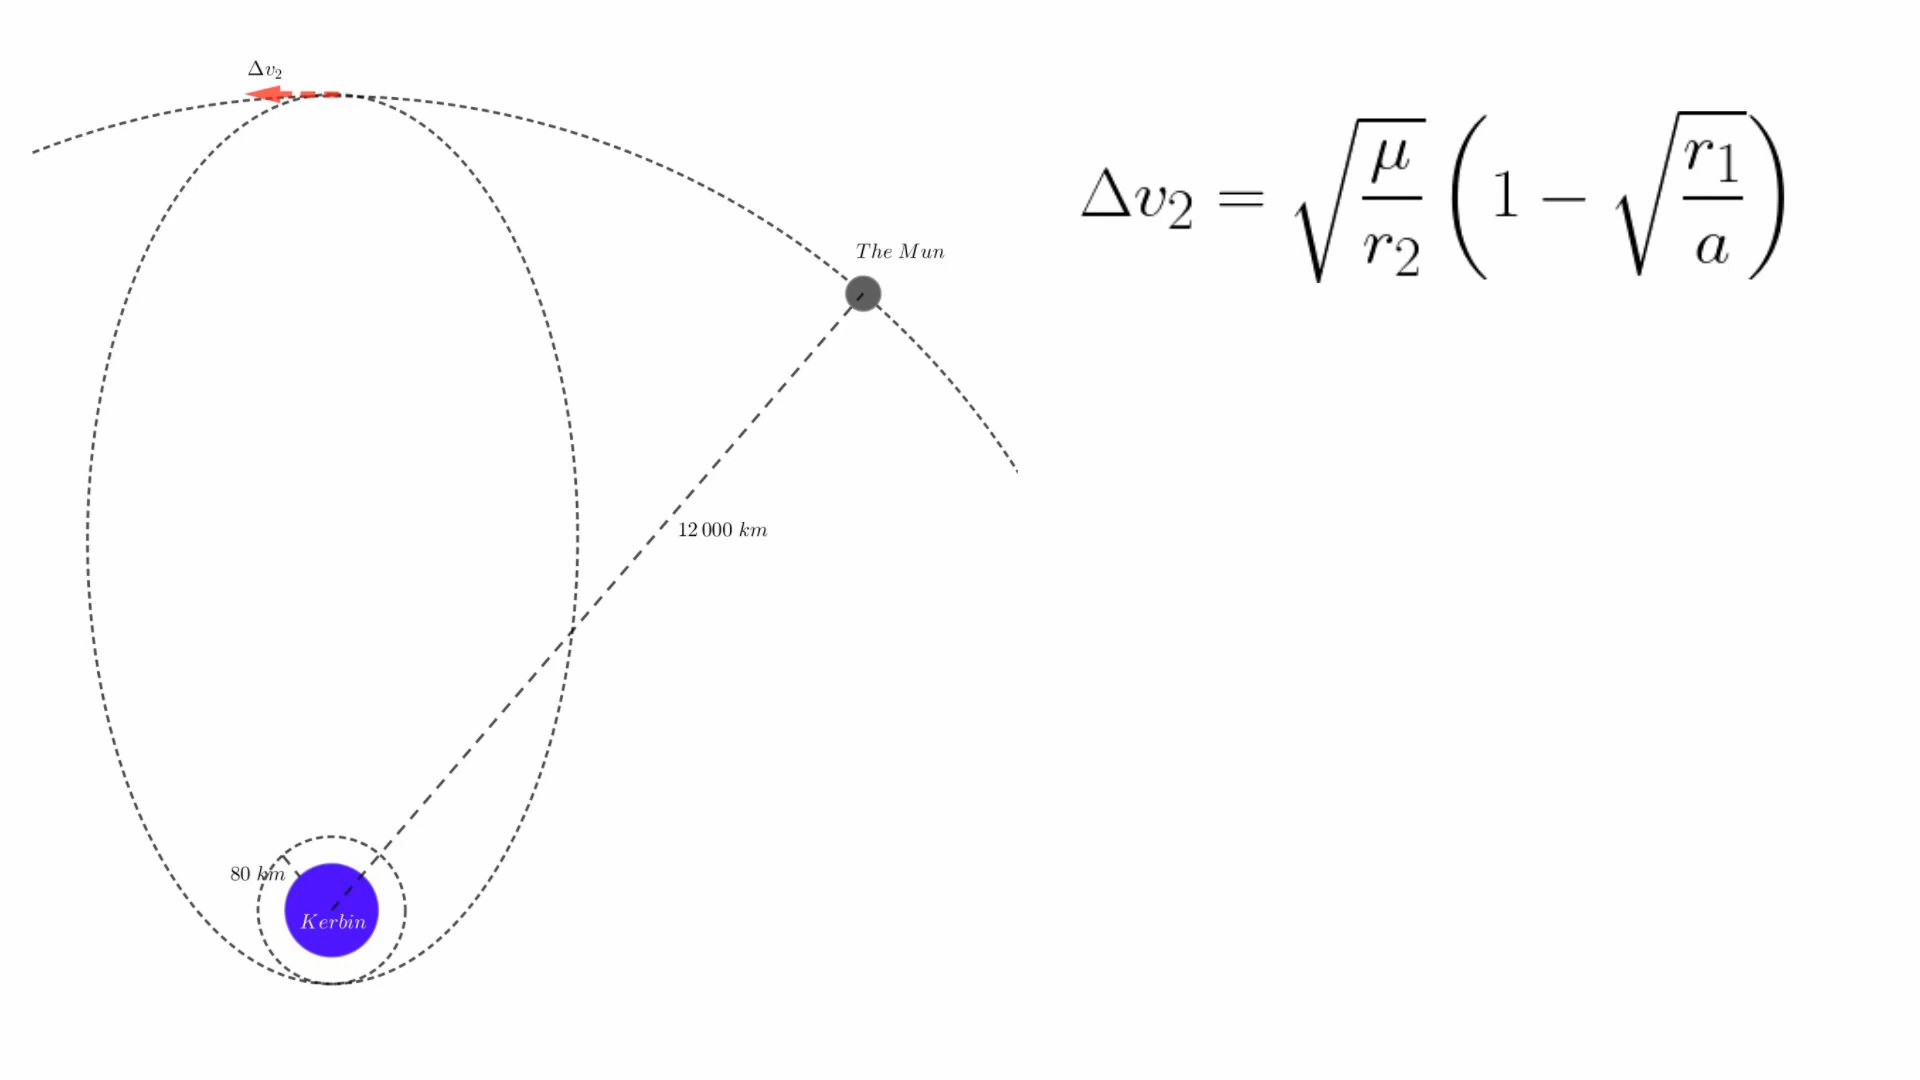 Δv₂
The Mun
12 000 km
80 km
Kerbin
Δv₂ = √(μ/r₂) (1 − √(r₁/a))